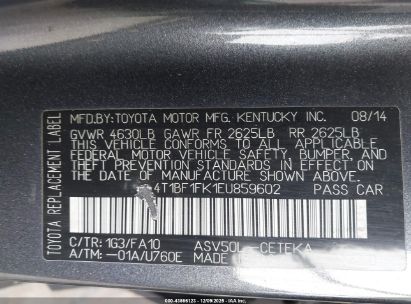 TOYOTA REPLACEMENT LABEL
MFD.BY:TOYOTA MOTOR MFG. KENTUCKY INC. 08/14
GVWR 4630LB GAWR FR 2625LB RR 2625LB
THIS VEHICLE CONFORMS TO ALL APPLICABLE
FEDERAL MOTOR VEHICLE SAFETY, BUMPER, AND
THEFT PREVENTION STANDARDS IN EFFECT ON
THE DATE OF MANUFACTURE SHOWN ABOVE.
4T1BF1FK1EU859602 PASS CAR
C/TR: 1G3/FA10 ASV50L-CETEKA
A/TM: -01A/U760E MADE